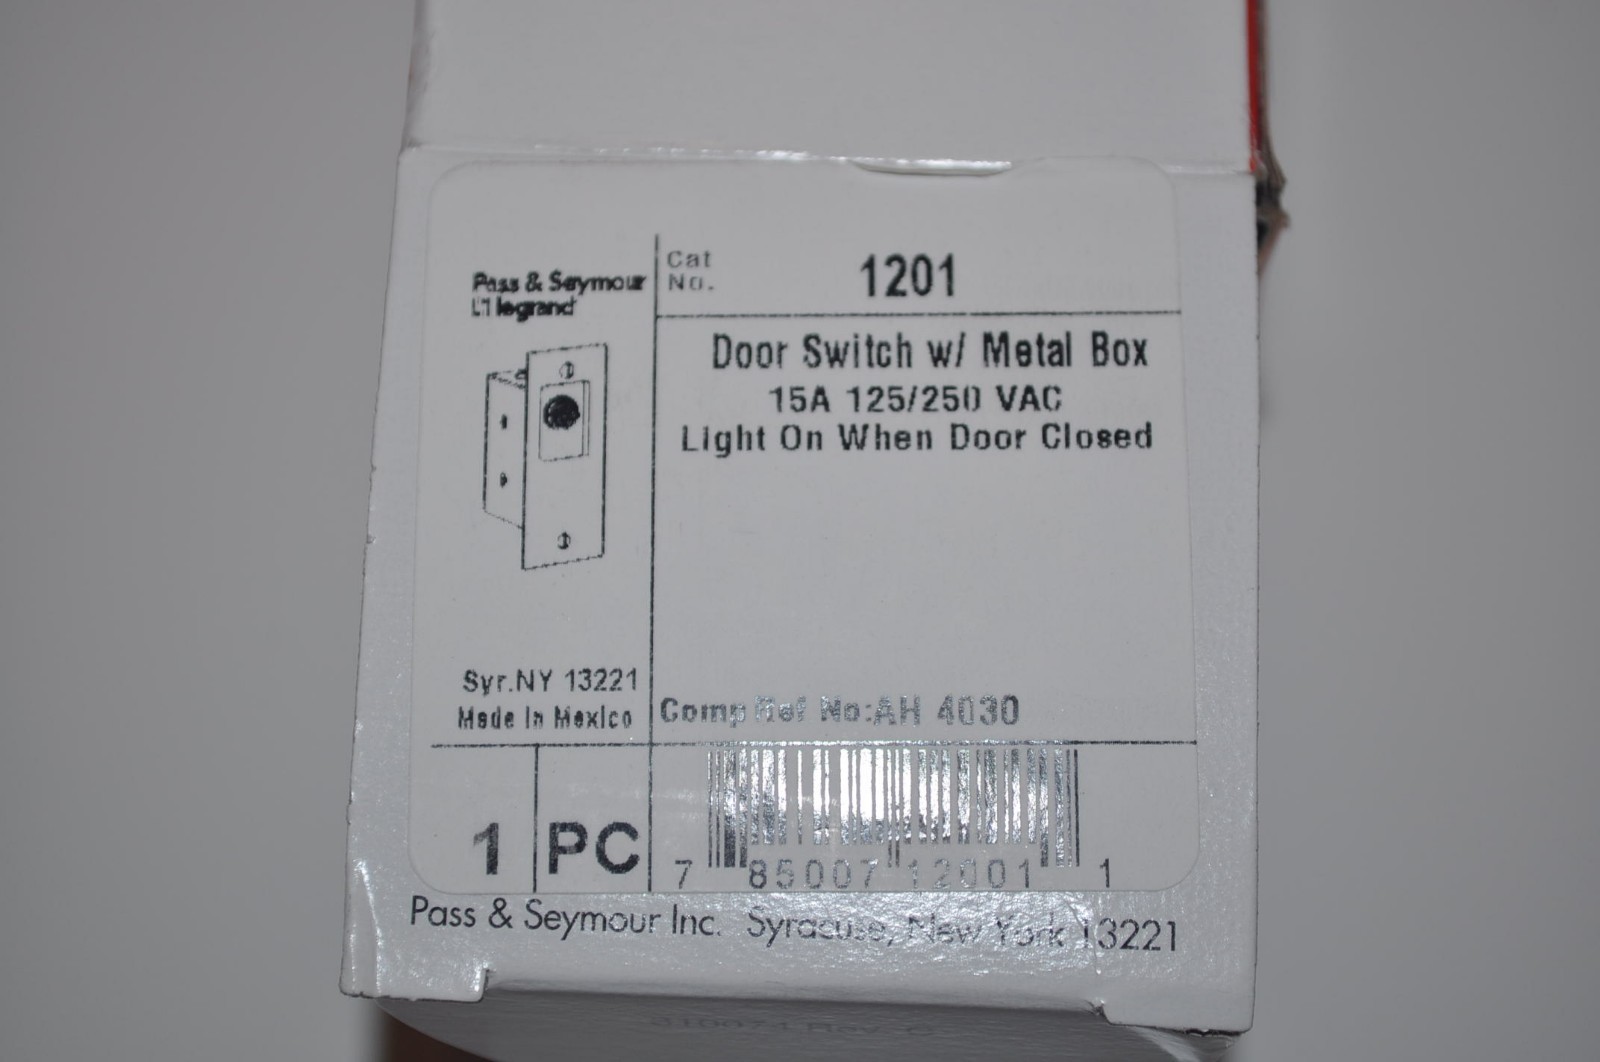 Pass & Seymour
legrand
Cat
No.
1201
Door Switch w/ Metal Box
15A 125/250 VAC
Light On When Door Closed
Syr.NY 13221
Made In Mexico
Comp Ref No:AH 4030
1 PC
7 85007 12001 1
Pass & Seymour Inc. Syracuse, New York 13221